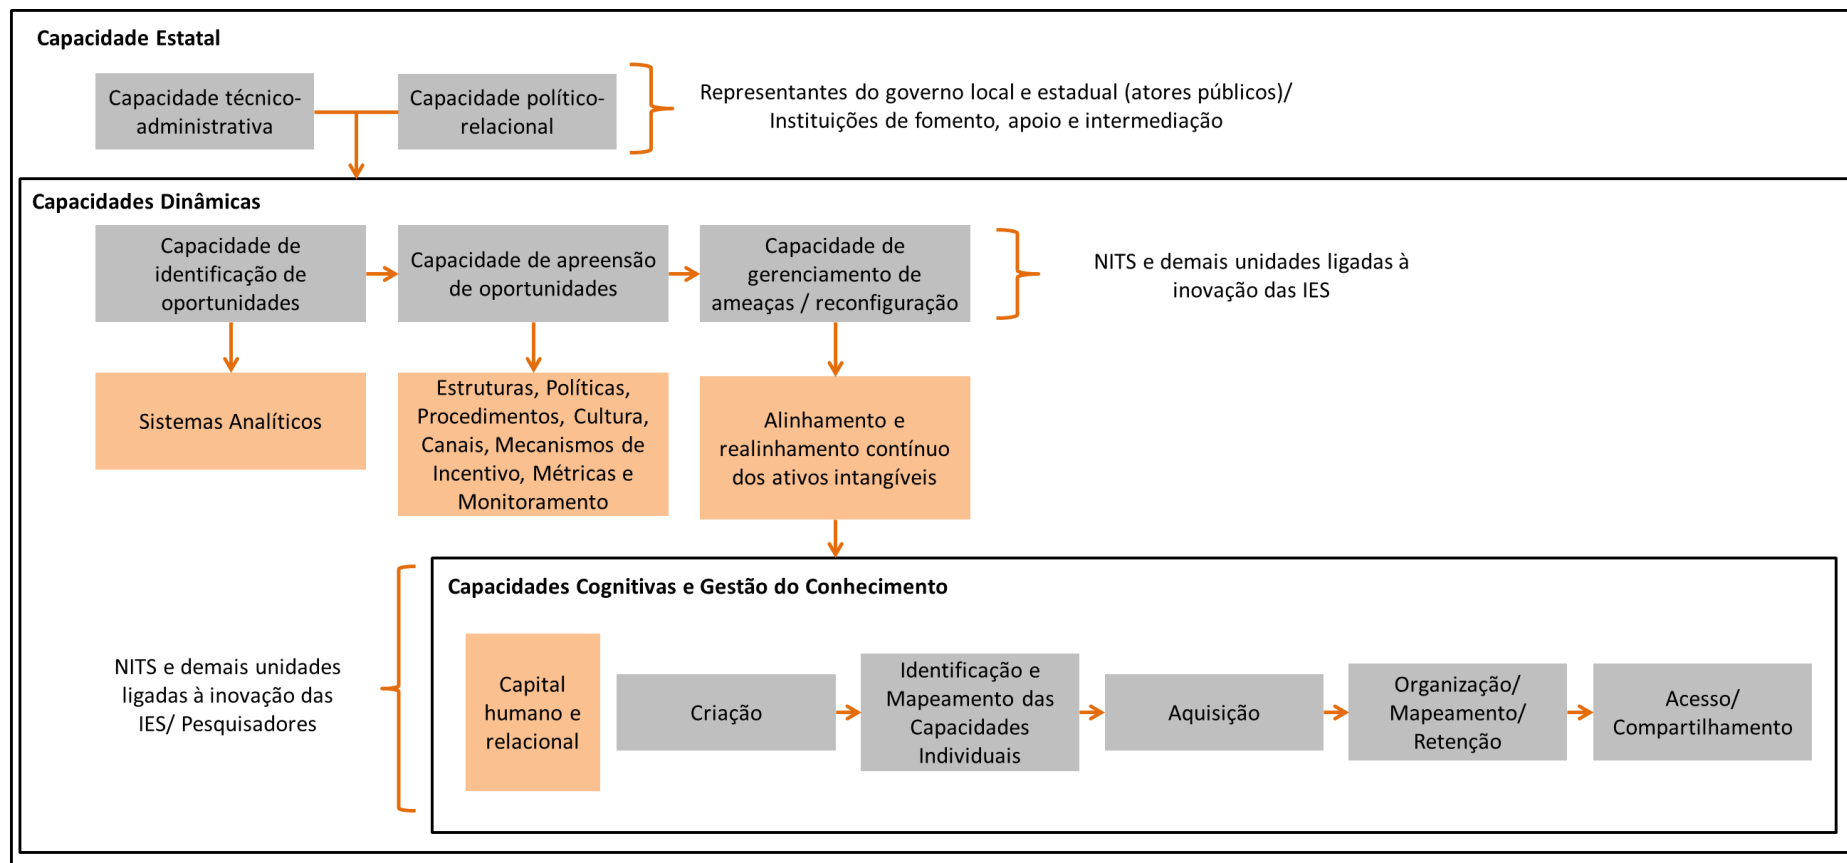 Capacidade Estatal
Capacidade técnico-
administrativa
Capacidade político-
relacional
Representantes do governo local e estadual (atores públicos)/
Instituições de fomento, apoio e intermediação
Capacidades Dinâmicas
Capacidade de
identificação de
oportunidades
Capacidade de apreensão
de oportunidades
Capacidade de
gerenciamento de
ameaças / reconfiguração
NITS e demais unidades ligadas à
inovação das IES
Sistemas Analíticos
Estruturas, Políticas,
Procedimentos, Cultura,
Canais, Mecanismos de
Incentivo, Métricas e
Monitoramento
Alinhamento e
realinhamento contínuo
dos ativos intangíveis
NITS e demais unidades
ligadas à inovação das
IES/ Pesquisadores
Capacidades Cognitivas e Gestão do Conhecimento
Capital
humano e
relacional
Criação
Identificação e
Mapeamento das
Capacidades
Individuais
Aquisição
Organização/
Mapeamento/
Retenção
Acesso/
Compartilhamento